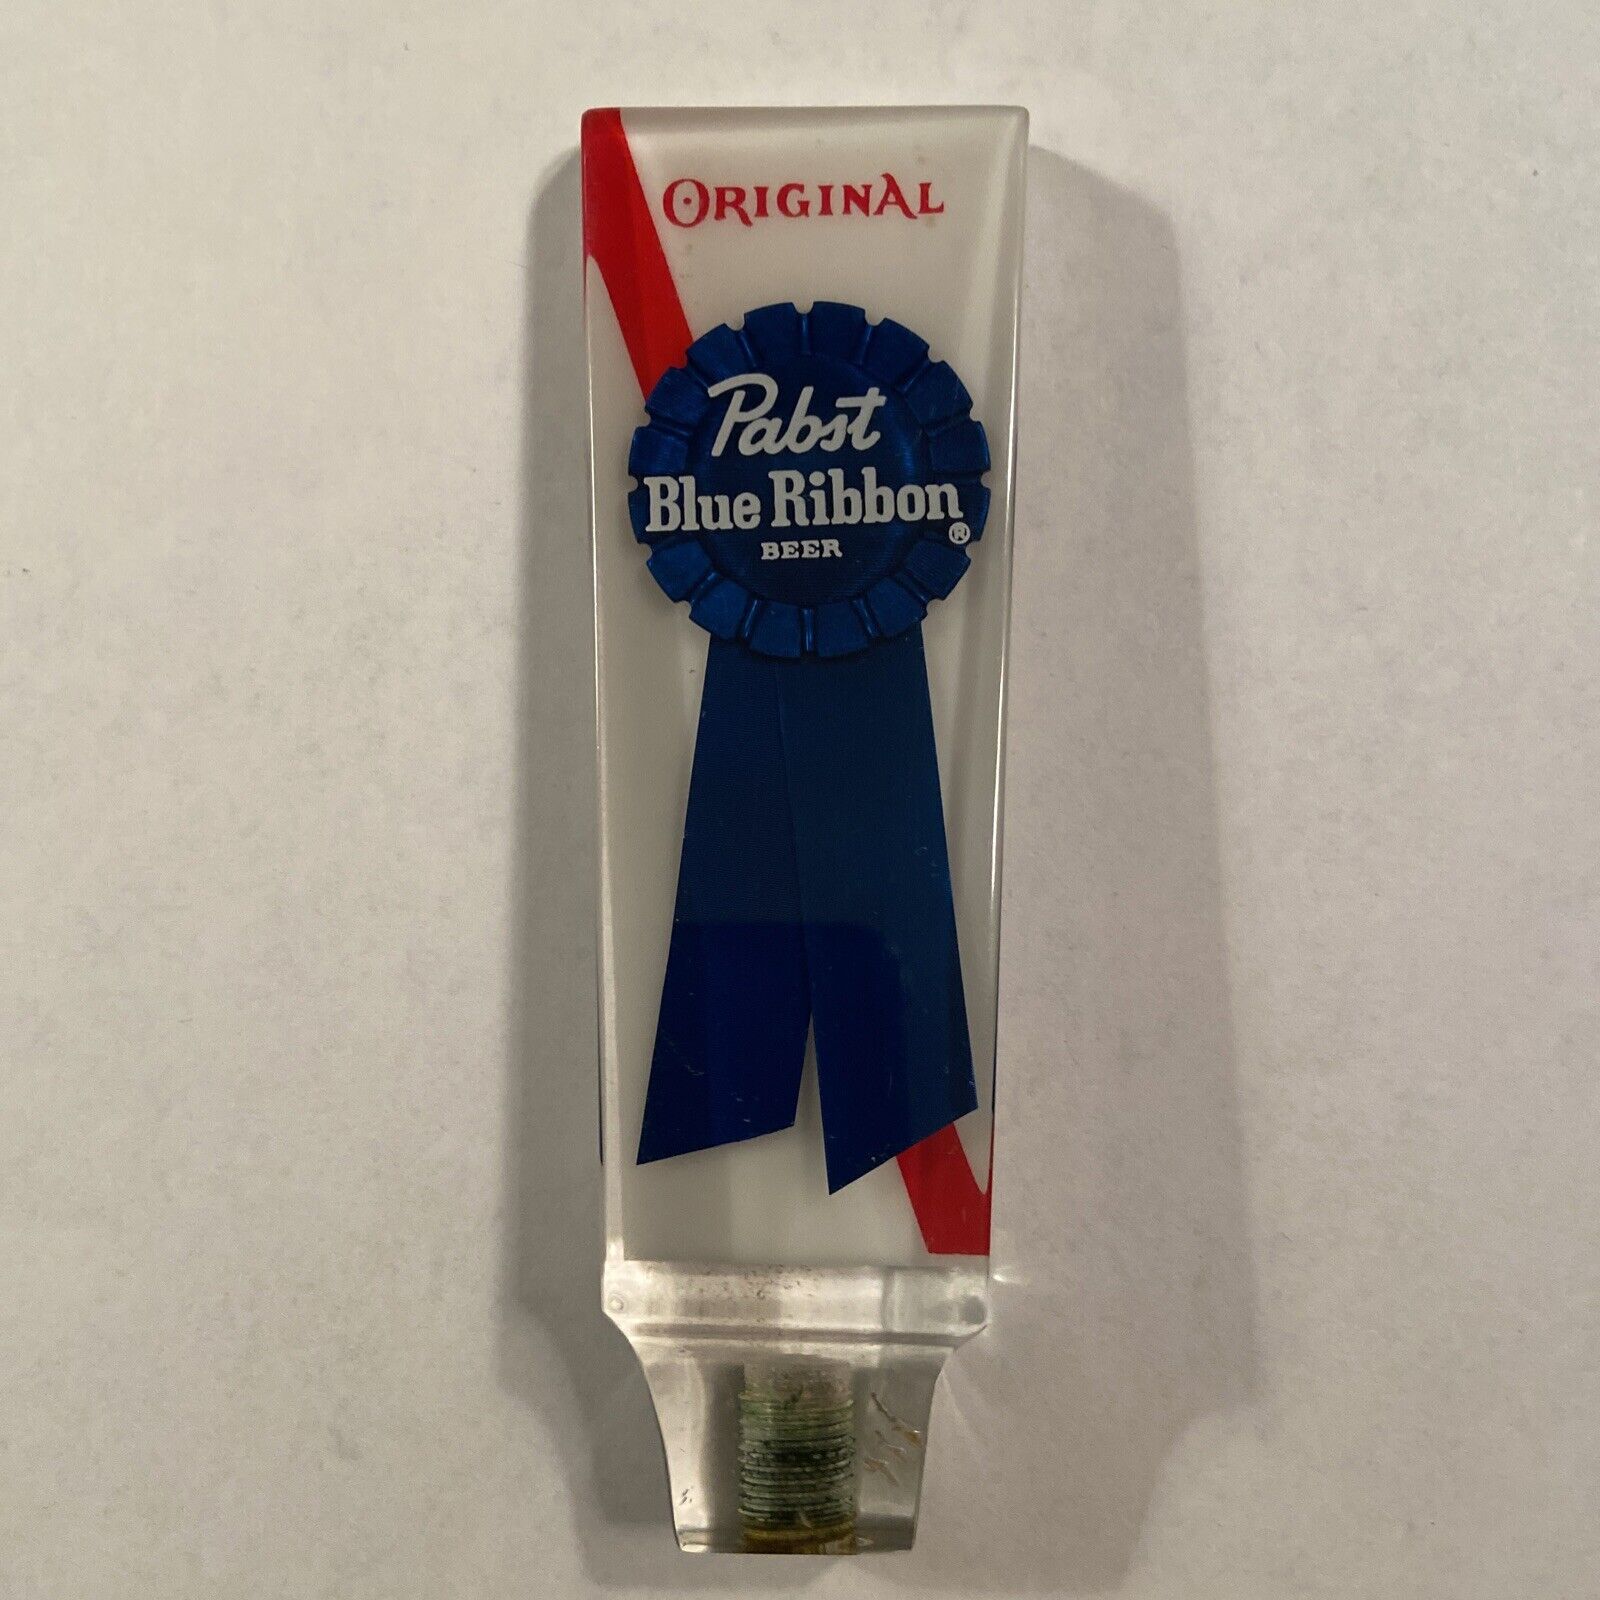 ORIGINAL
Pabst
Blue Ribbon®
BEER